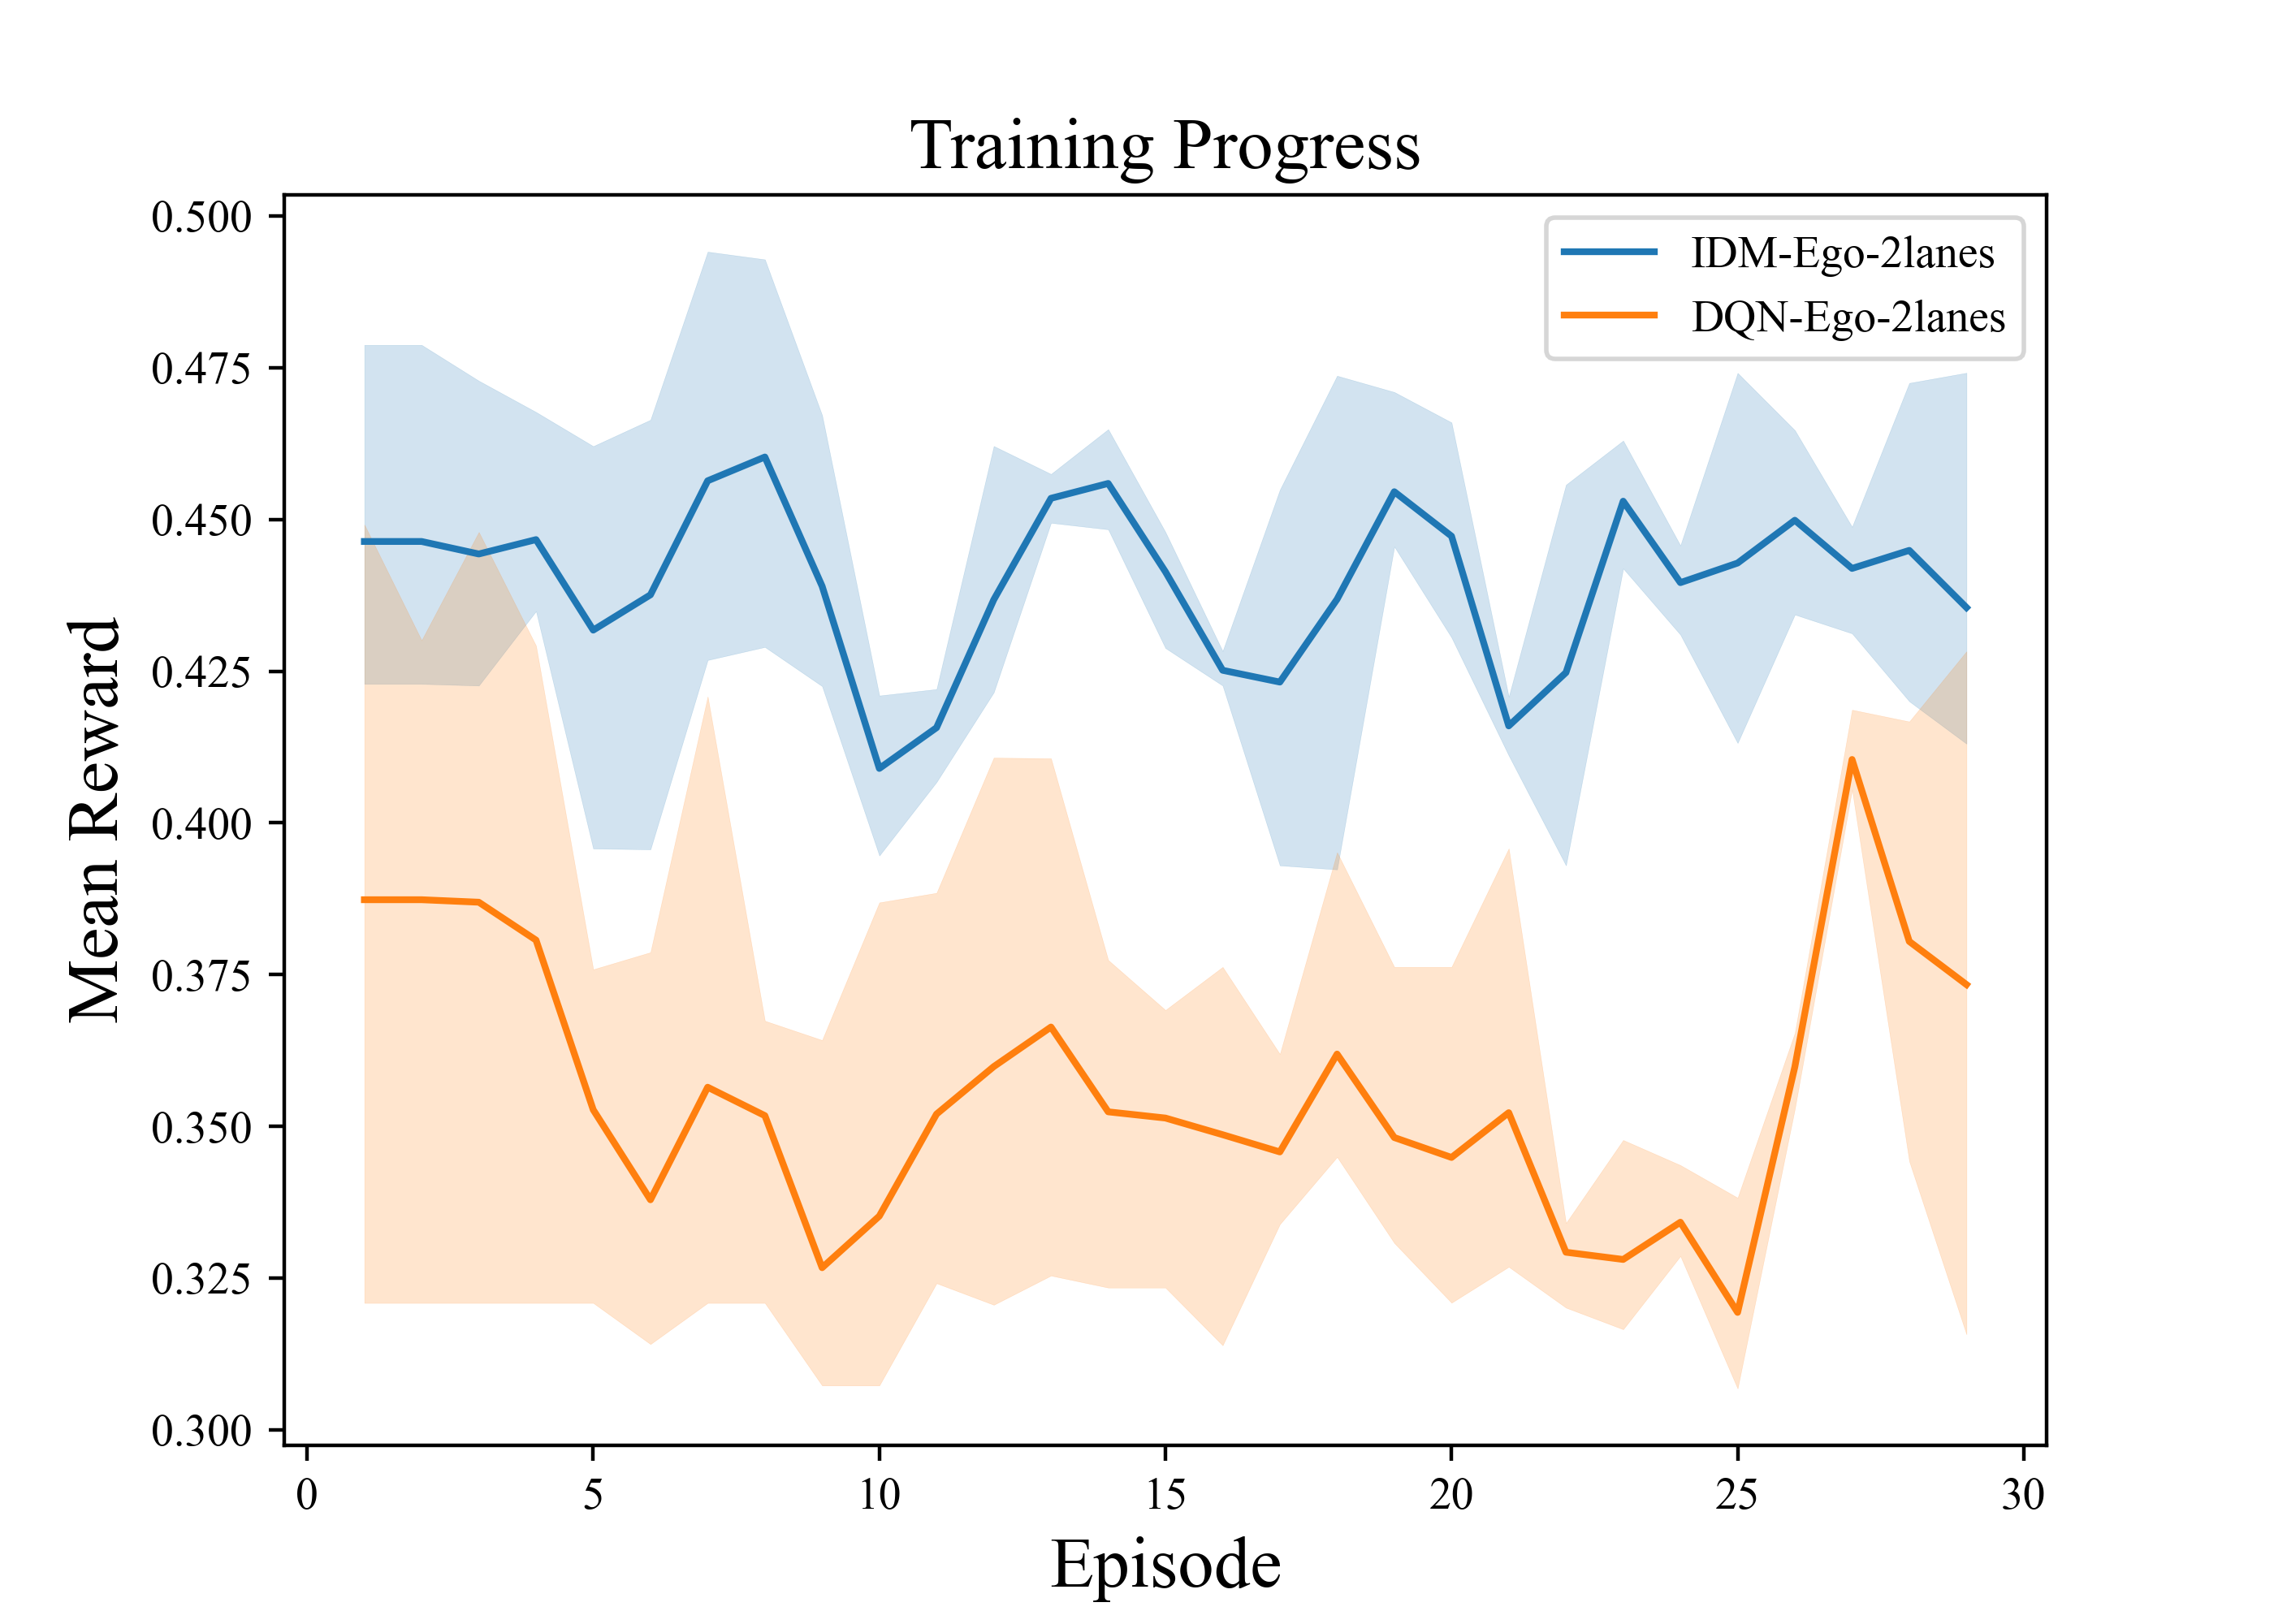 Training Progress
0.500
0.475
0.450
0.425
0.400
0.375
0.350
0.325
0.300
Mean Reward
IDM-Ego-2lanes
DQN-Ego-2lanes
0 5 10 15 20 25 30
Episode